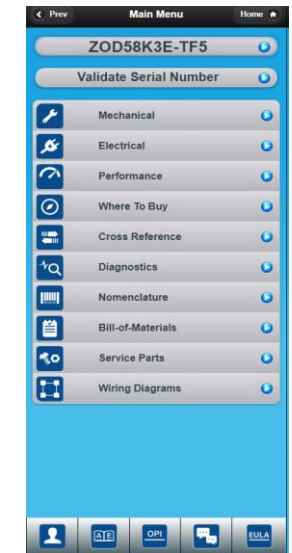 Prev Main Menu Home
ZOD58K3E-TF5
Validate Serial Number
Mechanical
Electrical
Performance
Where To Buy
Cross Reference
Diagnostics
Nomenclature
Bill-of-Materials
Service Parts
Wiring Diagrams
AE OPI EULA